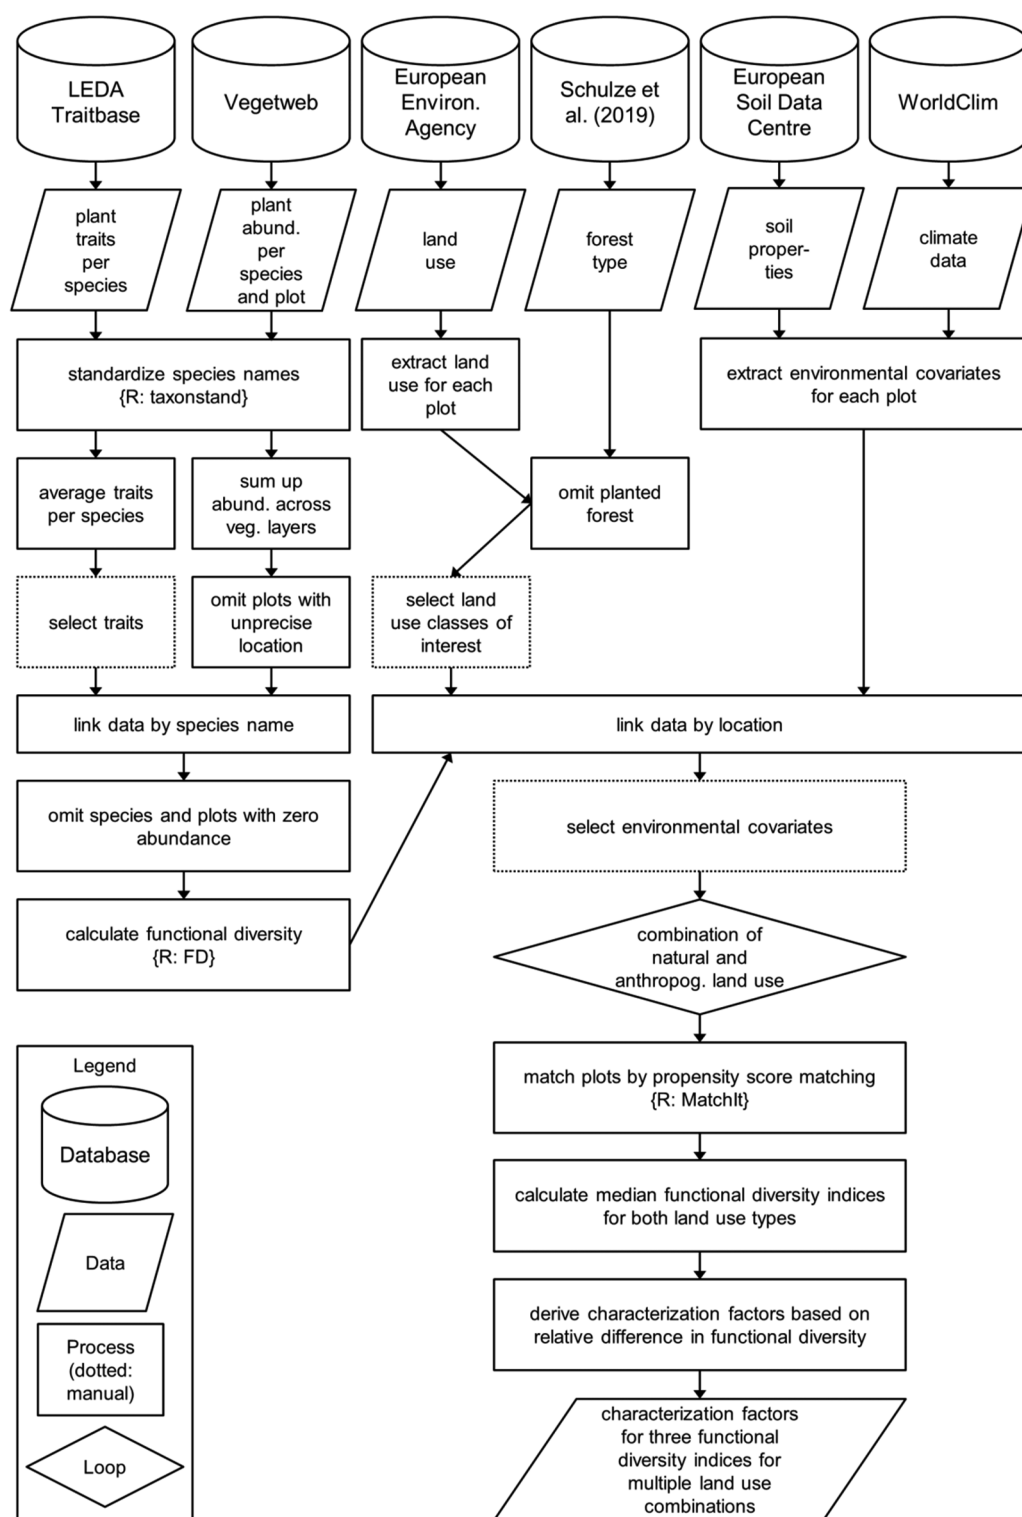 LEDA
Traitbase
Vegetweb
European
Environ.
Agency
Schulze et
al. (2019)
European
Soil Data
Centre
WorldClim
plant
traits
per
species
plant
abund.
per
species
and plot
land
use
forest
type
soil
proper-
ties
climate
data
standardize species names
{R: taxonstand}
extract land
use for each
plot
extract environmental covariates
for each plot
average traits
per species
sum up
abund. across
veg. layers
omit planted
forest
select traits
omit plots with
unprecise
location
select land
use classes of
interest
link data by species name
link data by location
omit species and plots with zero
abundance
select environmental covariates
calculate functional diversity
{R: FD}
combination of
natural and
anthropog. land use
match plots by propensity score matching
{R: MatchIt}
calculate median functional diversity indices
for both land use types
derive characterization factors based on
relative difference in functional diversity
characterization factors
for three functional
diversity indices for
multiple land use
combinations
Legend
Database
Data
Process
(dotted:
manual)
Loop